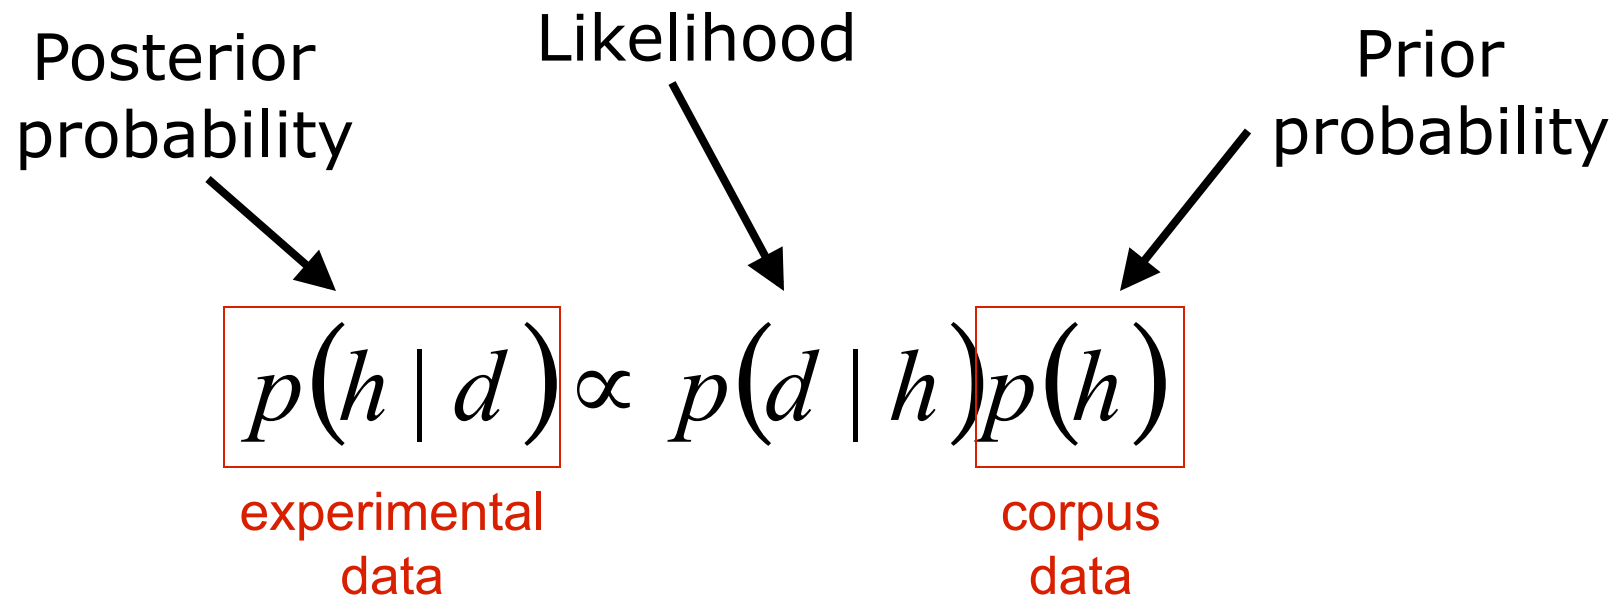 Posterior
probability
Likelihood
Prior
probability
p(h | d) ∝ p(d | h)p(h)
experimental
data
corpus
data